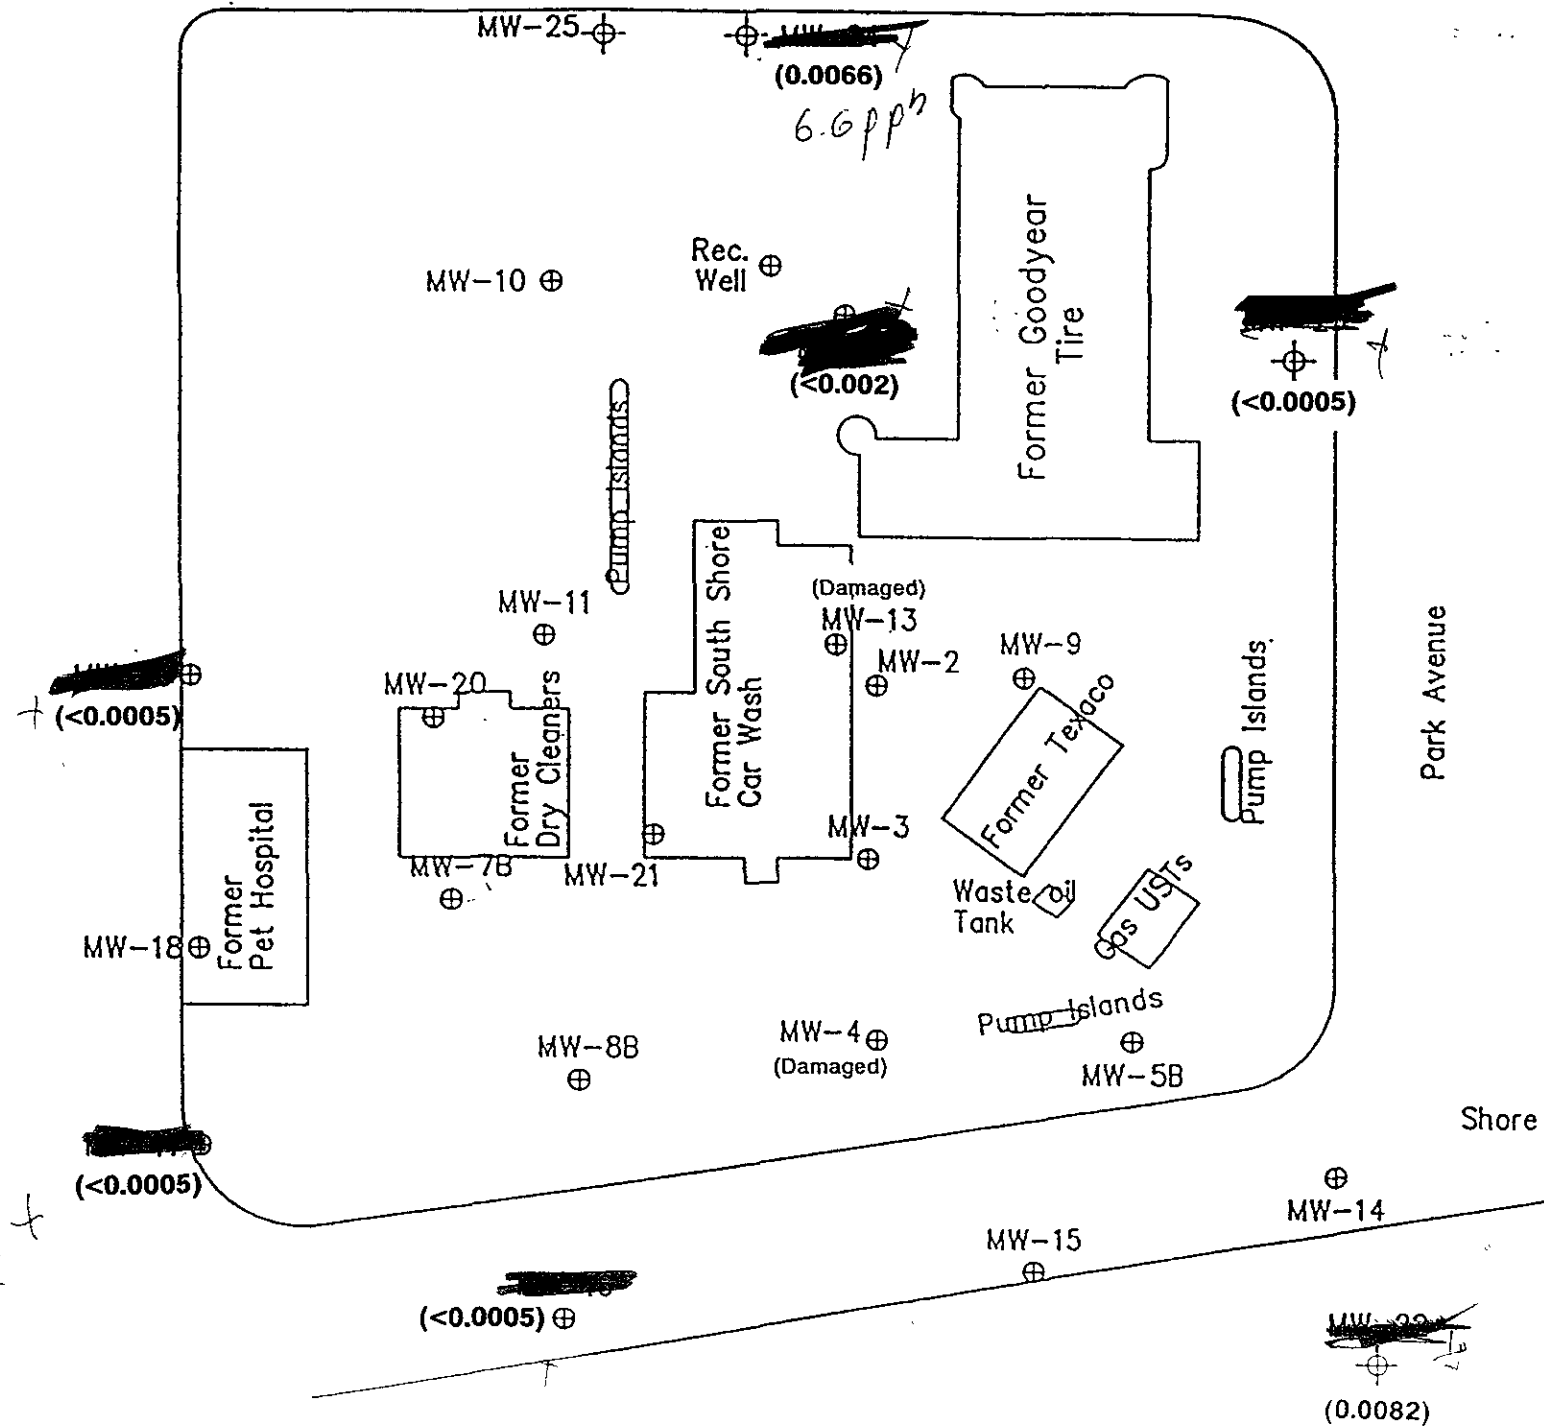 MW-25
(0.0066)
6.6 ppb
Rec.
Well
MW-10
(<0.002)
Former Goodyear
Tire
(<0.0005)
Pump Islands
(Damaged)
MW-13
MW-11
MW-2
MW-9
(<0.0005)
MW-20
Former
Dry Cleaners
Former South Shore
Car Wash
Former Texaco
Pump Islands
Park Avenue
MW-3
MW-7B
MW-21
Waste oil
Tank
Gas USTs
Former
Pet Hospital
MW-18
Pump Islands
MW-4
(Damaged)
MW-8B
MW-5B
Shore
(<0.0005)
MW-14
MW-15
(<0.0005)
(0.0082)